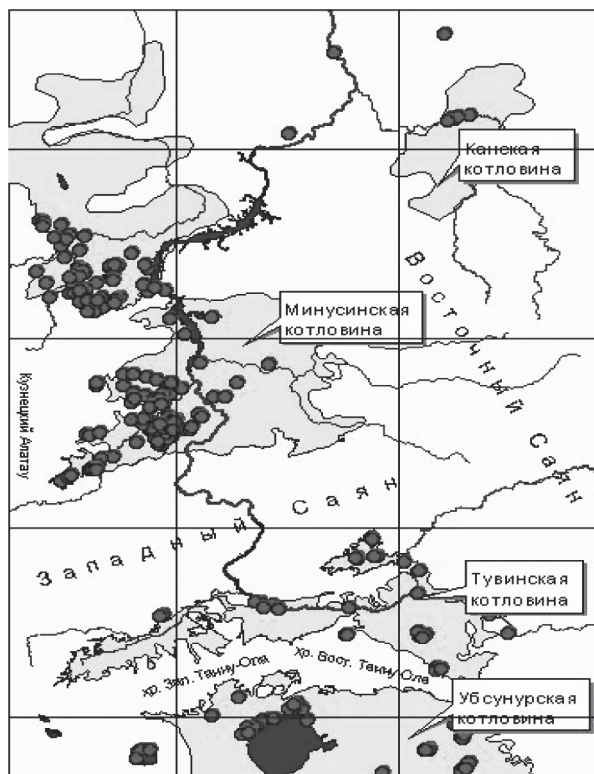 Канская
котловина
Восточный Саян
Минусинская
котловина
Кузнецкий Алатау
Западный Саян
Тувинская
котловина
хр. Зап. Танну-Ола
хр. Вост. Танну-Ола
Убсунурская
котловина